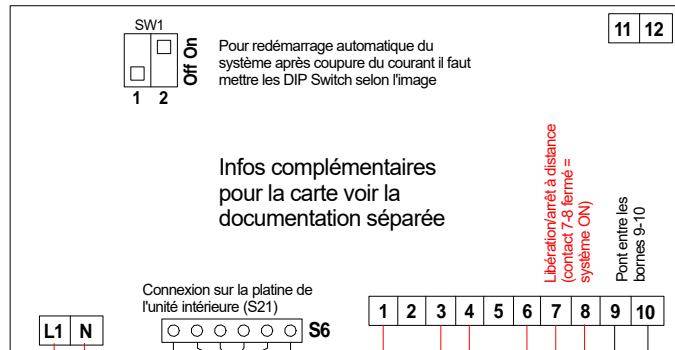 SW1
Off On
1 2
Pour redémarrage automatique du
système après coupure du courant il faut
mettre les DIP Switch selon l'image
11 12
Infos complémentaires
pour la carte voir la
documentation séparée
Libération/arrêt à distance
(contact 7-8 fermé =
système ON)
Pont entre les
bornes 9-10
Connexion sur la platine de
l'unité intérieure (S21)
L1 N
S6
1 2 3 4 5 6 7 8 9 10